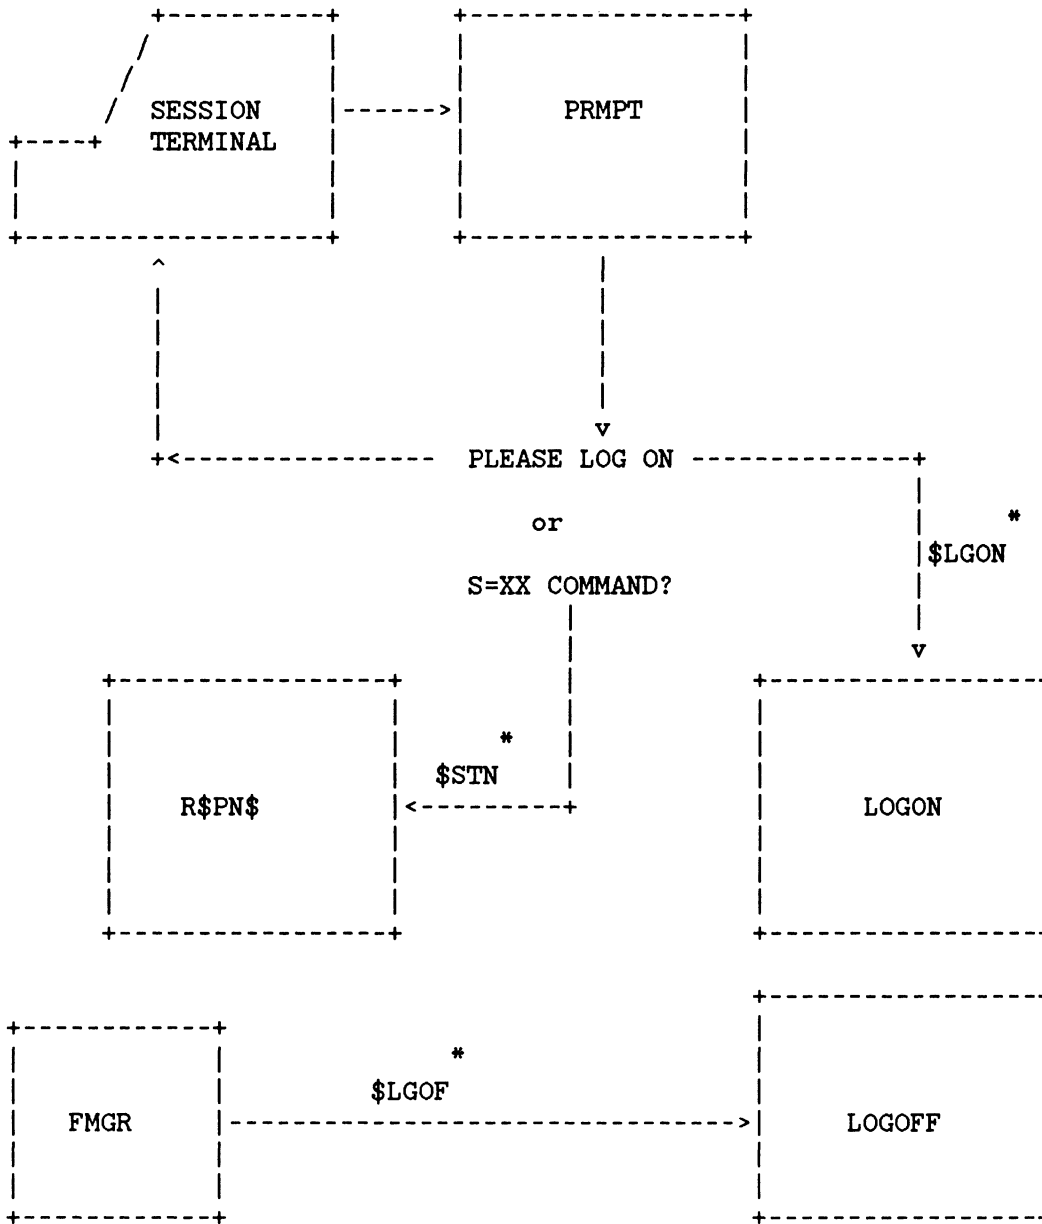 SESSION
TERMINAL
PRMPT
PLEASE LOG ON
or
*
$LGON
S=XX COMMAND?
*
$STN
R$PN$
LOGON
*
$LGOF
FMGR
LOGOFF